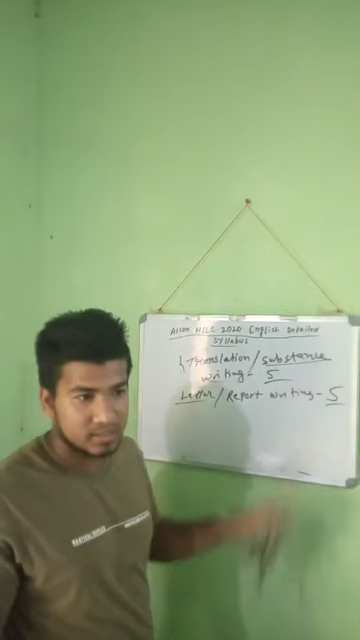 Assam HSLC 2020 English Detailed
Syllabus
Translation / Substance
writing - 5
Letter / Report writing - 5